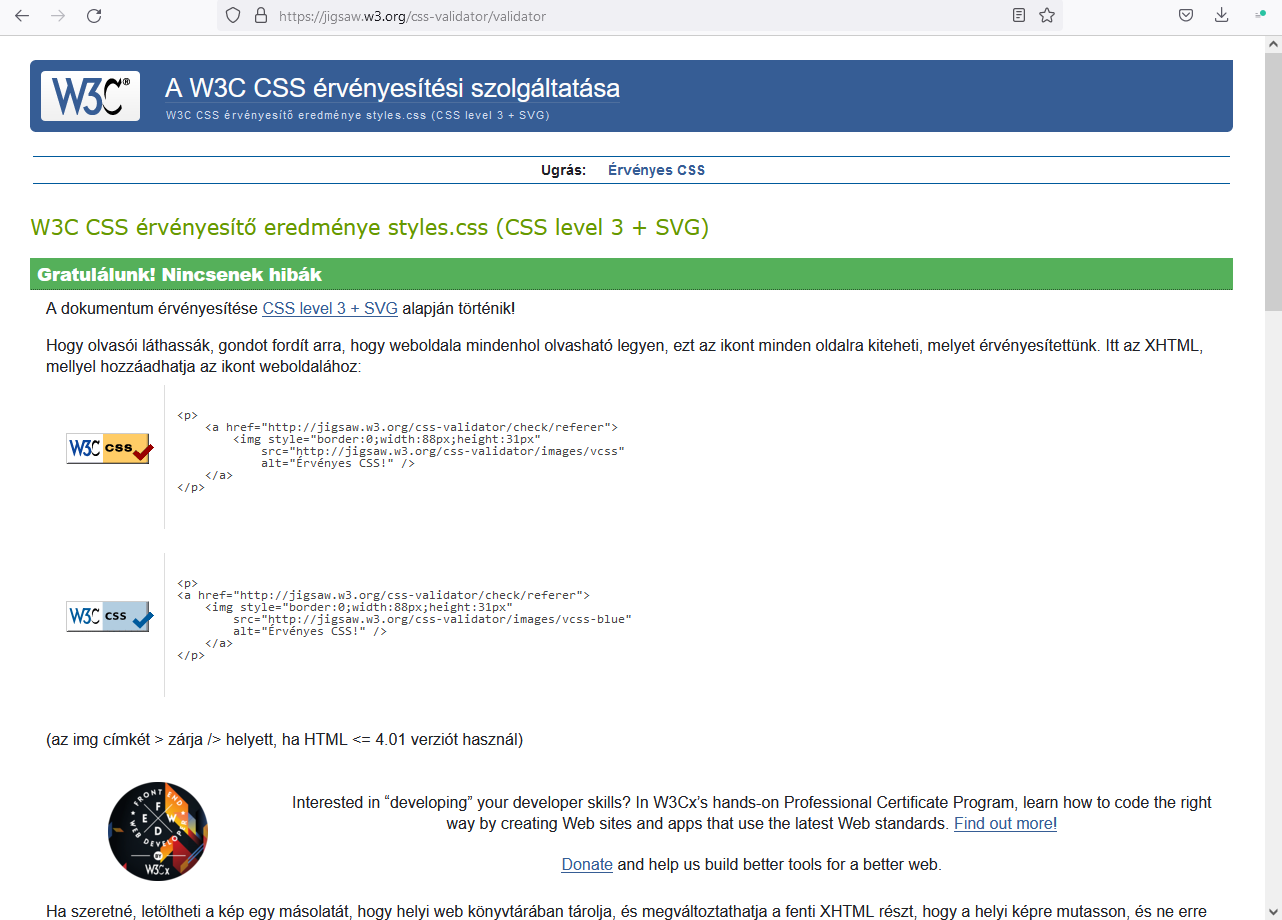 https://jigsaw.w3.org/css-validator/validator
W3C® A W3C CSS érvényesítési szolgáltatása
W3C CSS érvényesítő eredménye styles.css (CSS level 3 + SVG)
Ugrás: Érvényes CSS
W3C CSS érvényesítő eredménye styles.css (CSS level 3 + SVG)
Gratulálunk! Nincsenek hibák
A dokumentum érvényesítése CSS level 3 + SVG alapján történik!
Hogy olvasói láthassák, gondot fordít arra, hogy weboldala mindenhol olvasható legyen, ezt az ikont minden oldalra kiteheti, melyet érvényesítettünk. Itt az XHTML,
mellyel hozzáadhatja az ikont weboldalához:
W3C css
<p>
<a href="http://jigsaw.w3.org/css-validator/check/referer">
<img style="border:0;width:88px;height:31px"
src="http://jigsaw.w3.org/css-validator/images/vcss"
alt="Érvényes CSS!" />
</a>
</p>
W3C css
<p>
<a href="http://jigsaw.w3.org/css-validator/check/referer">
<img style="border:0;width:88px;height:31px"
src="http://jigsaw.w3.org/css-validator/images/vcss-blue"
alt="Érvényes CSS!" />
</a>
</p>
(az img címkét > zárja /> helyett, ha HTML <= 4.01 verziót használ)
FRONT END
F E W D
WEB DEVELOPER
BY
W3Cx
Interested in “developing” your developer skills? In W3Cx’s hands-on Professional Certificate Program, learn how to code the right
way by creating Web sites and apps that use the latest Web standards. Find out more!
Donate and help us build better tools for a better web.
Ha szeretné, letöltheti a kép egy másolatát, hogy helyi web könyvtárában tárolja, és megváltoztathatja a fenti XHTML részt, hogy a helyi képre mutasson, és ne erre